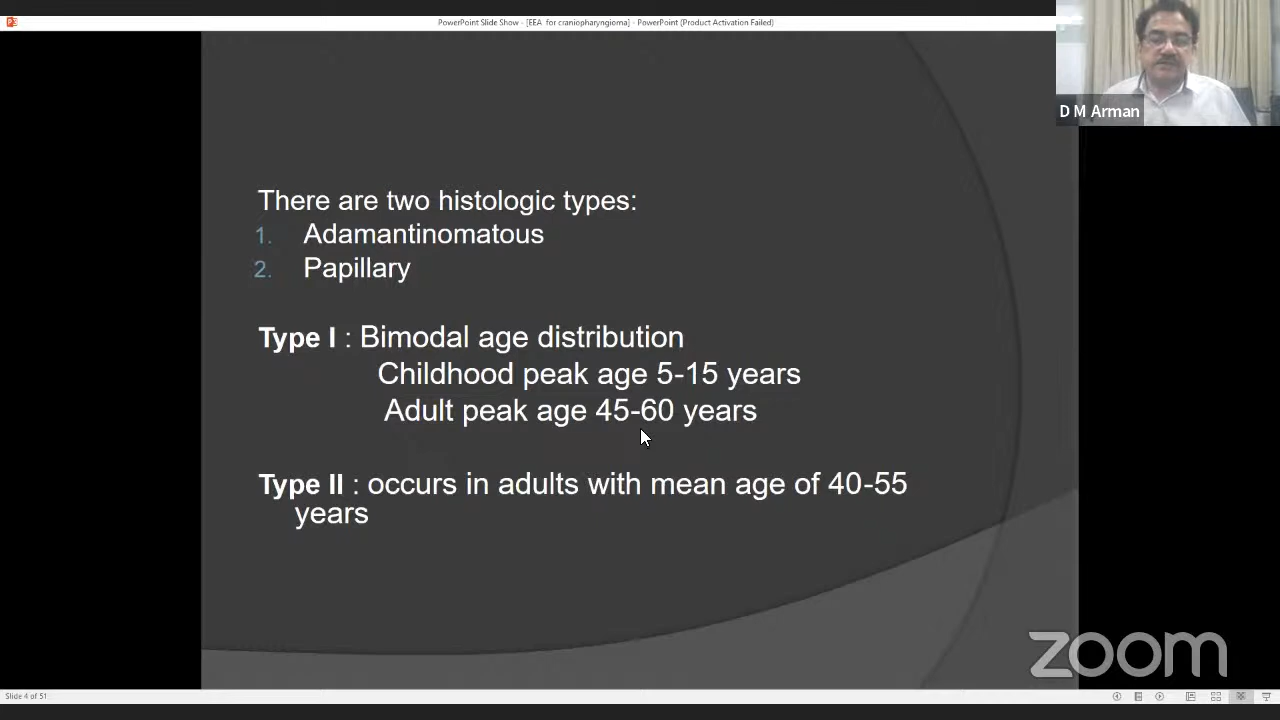 PowerPoint Slide Show - [EEA for craniopharyngioma] - PowerPoint (Product Activation Failed)
D M Arman
There are two histologic types:
1. Adamantinomatous
2. Papillary
Type I : Bimodal age distribution
Childhood peak age 5-15 years
Adult peak age 45-60 years
Type II : occurs in adults with mean age of 40-55
years
zoom
Slide 4 of 51